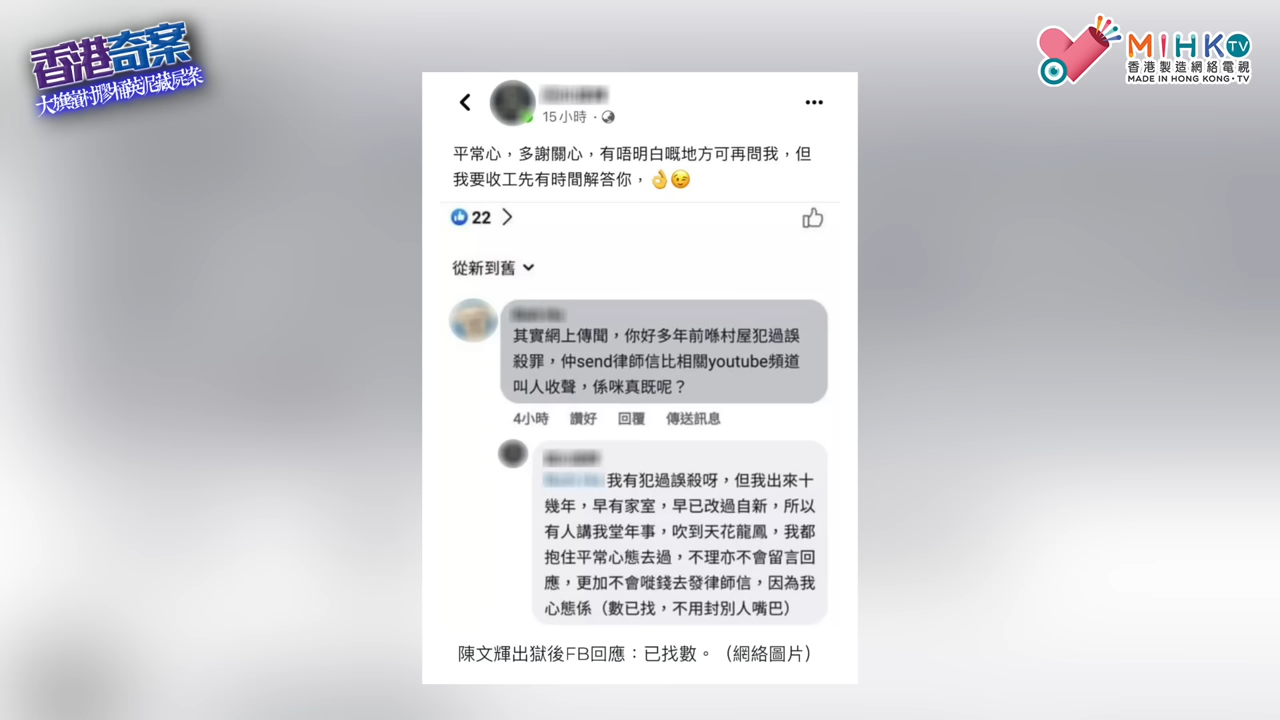 香港奇案
大旗嶺村膠桶英泥藏屍案
MIHK TV
香港製造網絡電視
MADE IN HONG KONG・TV
15小時・
平常心，多謝關心，有唔明白嘅地方可再問我，但
我要收工先有時間解答你，👌😉
22
從新到舊
其實網上傳聞，你好多年前喺村屋犯過誤
殺罪，仲send律師信比相關youtube頻道
叫人收聲，係咪真既呢？
4小時 讚好 回覆 傳送訊息
我有犯過誤殺呀，但我出來十
幾年，早有家室，早已改過自新，所以
有人講我堂年事，吹到天花龍鳳，我都
抱住平常心態去過，不理亦不會留言回
應，更加不會嘥錢去發律師信，因為我
心態係（數已找，不用封別人嘴巴）
陳文輝出獄後FB回應：已找數。（網絡圖片）